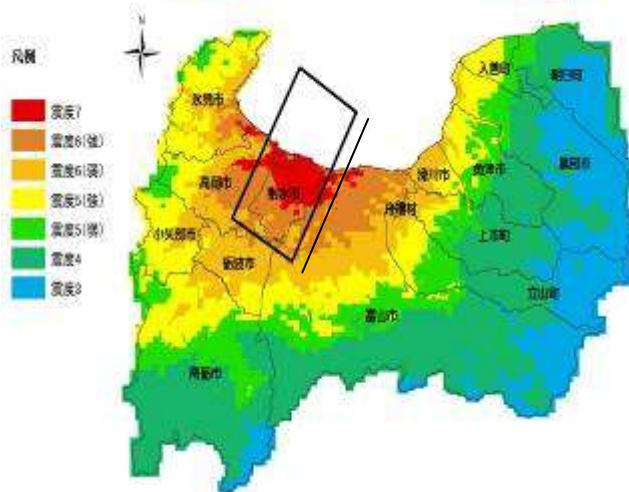 N
凡例
震度7
震度6(強)
震度6(弱)
震度5(強)
震度5(弱)
震度4
震度3
入善町
朝日町
氷見市
黒部市
魚津市
滑川市
高岡市
射水市
舟橋村
上市町
小矢部市
砺波市
立山町
富山市
南砺市